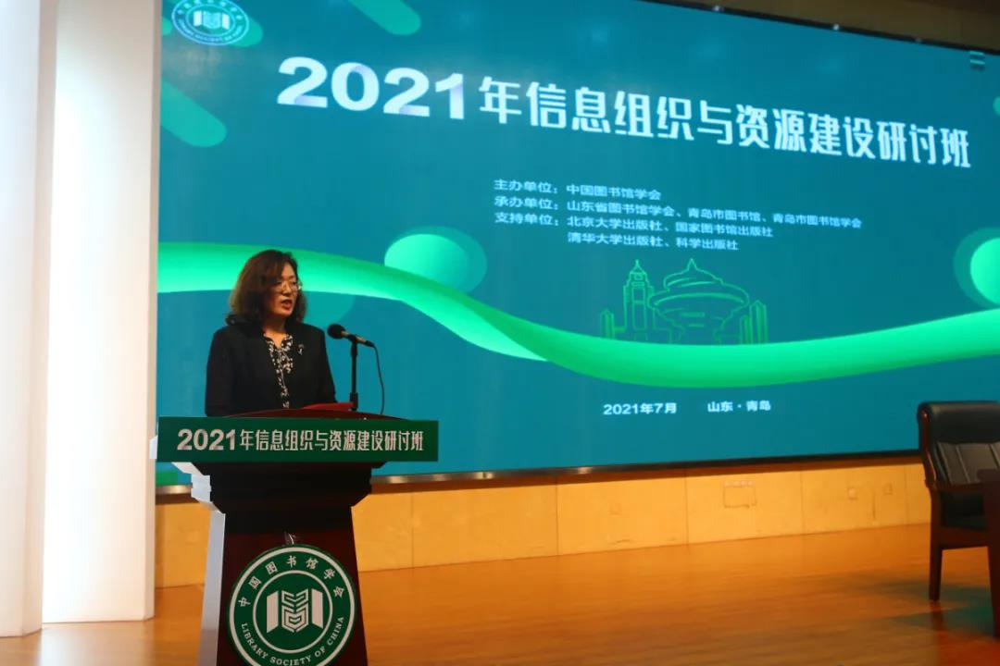 2021年信息组织与资源建设研讨班
主办单位：中国图书馆学会
承办单位：山东省图书馆学会、青岛市图书馆、青岛市图书馆学会
支持单位：北京大学出版社、国家图书馆出版社
清华大学出版社、科学出版社
2021年7月 山东·青岛
2021年信息组织与资源建设研讨班
中国图书馆学会
LIBRARY SOCIETY OF CHINA